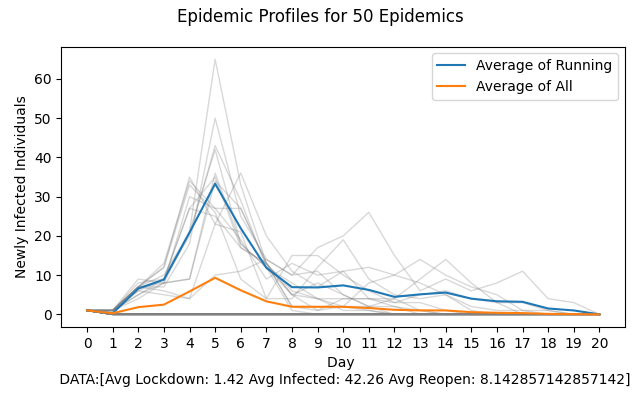 Epidemic Profiles for 50 Epidemics
Average of Running
Average of All
Newly Infected Individuals
60
50
40
30
20
10
0
0 1 2 3 4 5 6 7 8 9 10 11 12 13 14 15 16 17 18 19 20
Day
DATA:[Avg Lockdown: 1.42 Avg Infected: 42.26 Avg Reopen: 8.142857142857142]